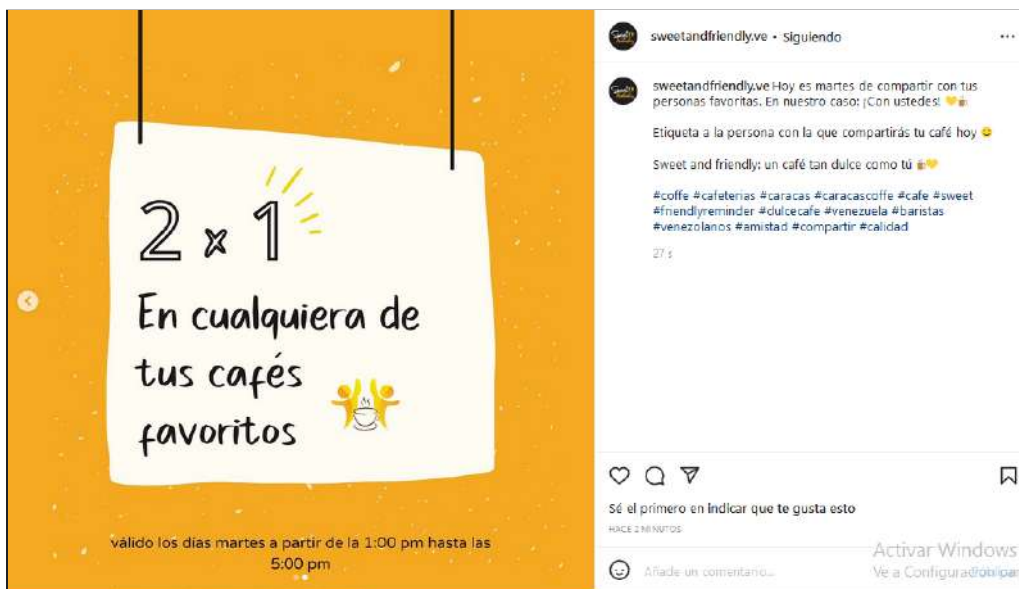 2 x 1
En cualquiera de
tus cafés
favoritos
válido los días martes a partir de la 1:00 pm hasta las
5:00 pm
sweetandfriendly.ve • Siguiendo
sweetandfriendly.ve Hoy es martes de compartir con tus
personas favoritas. En nuestro caso: ¡Con ustedes! 💛☕
Etiqueta a la persona con la que compartirás tu café hoy 😊
Sweet and friendly: un café tan dulce como tú ☕💛
#coffe #cafeterias #caracas #caracascoffe #cafe #sweet
#friendlyreminder #dulcecafe #venezuela #baristas
#venezolanos #amistad #compartir #calidad
27 s
Sé el primero en indicar que te gusta esto
HACE 2 MINUTOS
Añade un comentario...
Activar Windows
Ve a Configuración